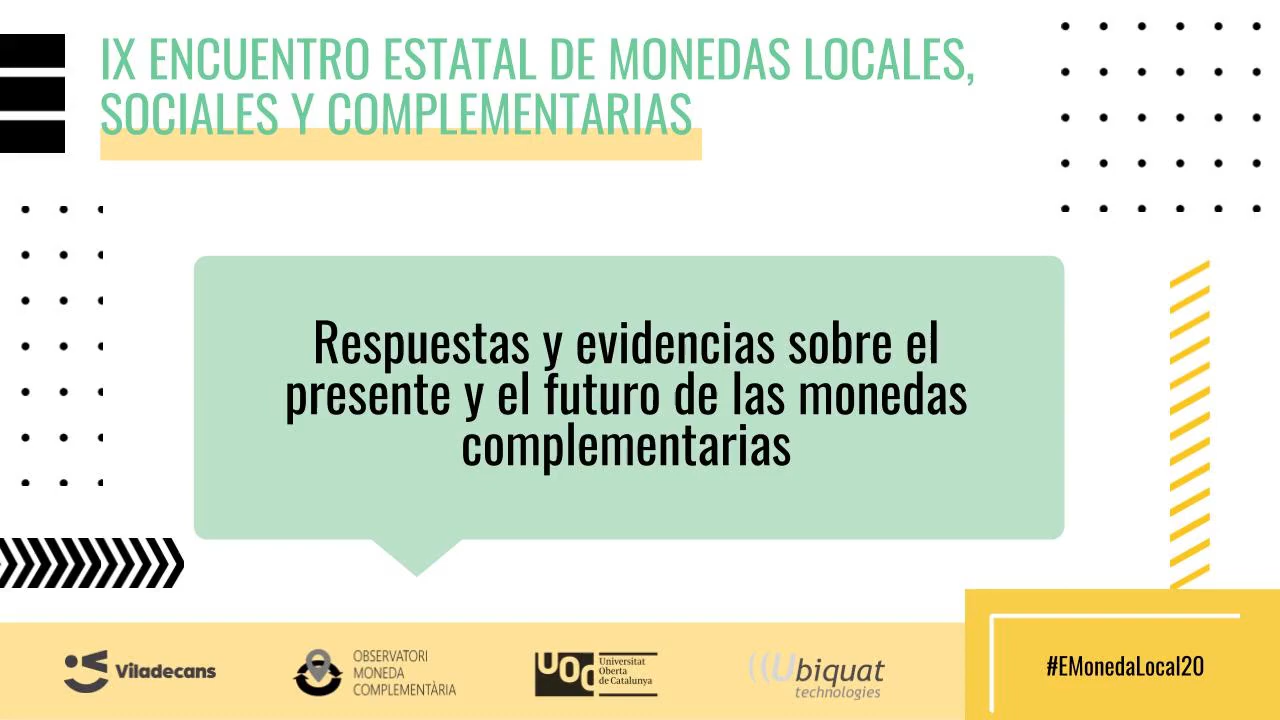 IX ENCUENTRO ESTATAL DE MONEDAS LOCALES,
SOCIALES Y COMPLEMENTARIAS
Respuestas y evidencias sobre el
presente y el futuro de las monedas
complementarias
Viladecans
OBSERVATORI
MONEDA
COMPLEMENTÀRIA
UOC
Universitat
Oberta
de Catalunya
Ubiquat
technologies
#EMonedaLocal20